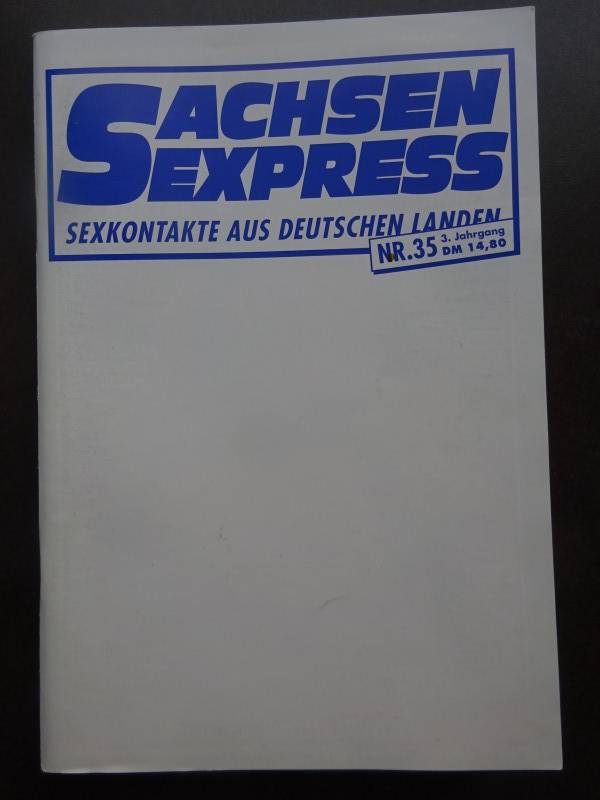 SACHSEN
SEXPRESS
SEXKONTAKTE AUS DEUTSCHEN LANDEN
NR.35 3. Jahrgang
DM 14,80